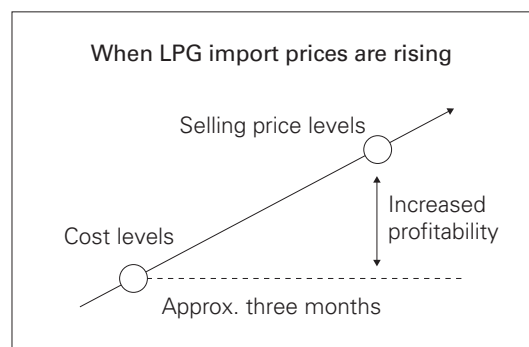 When LPG import prices are rising
Selling price levels
Increased
profitability
Cost levels
Approx. three months